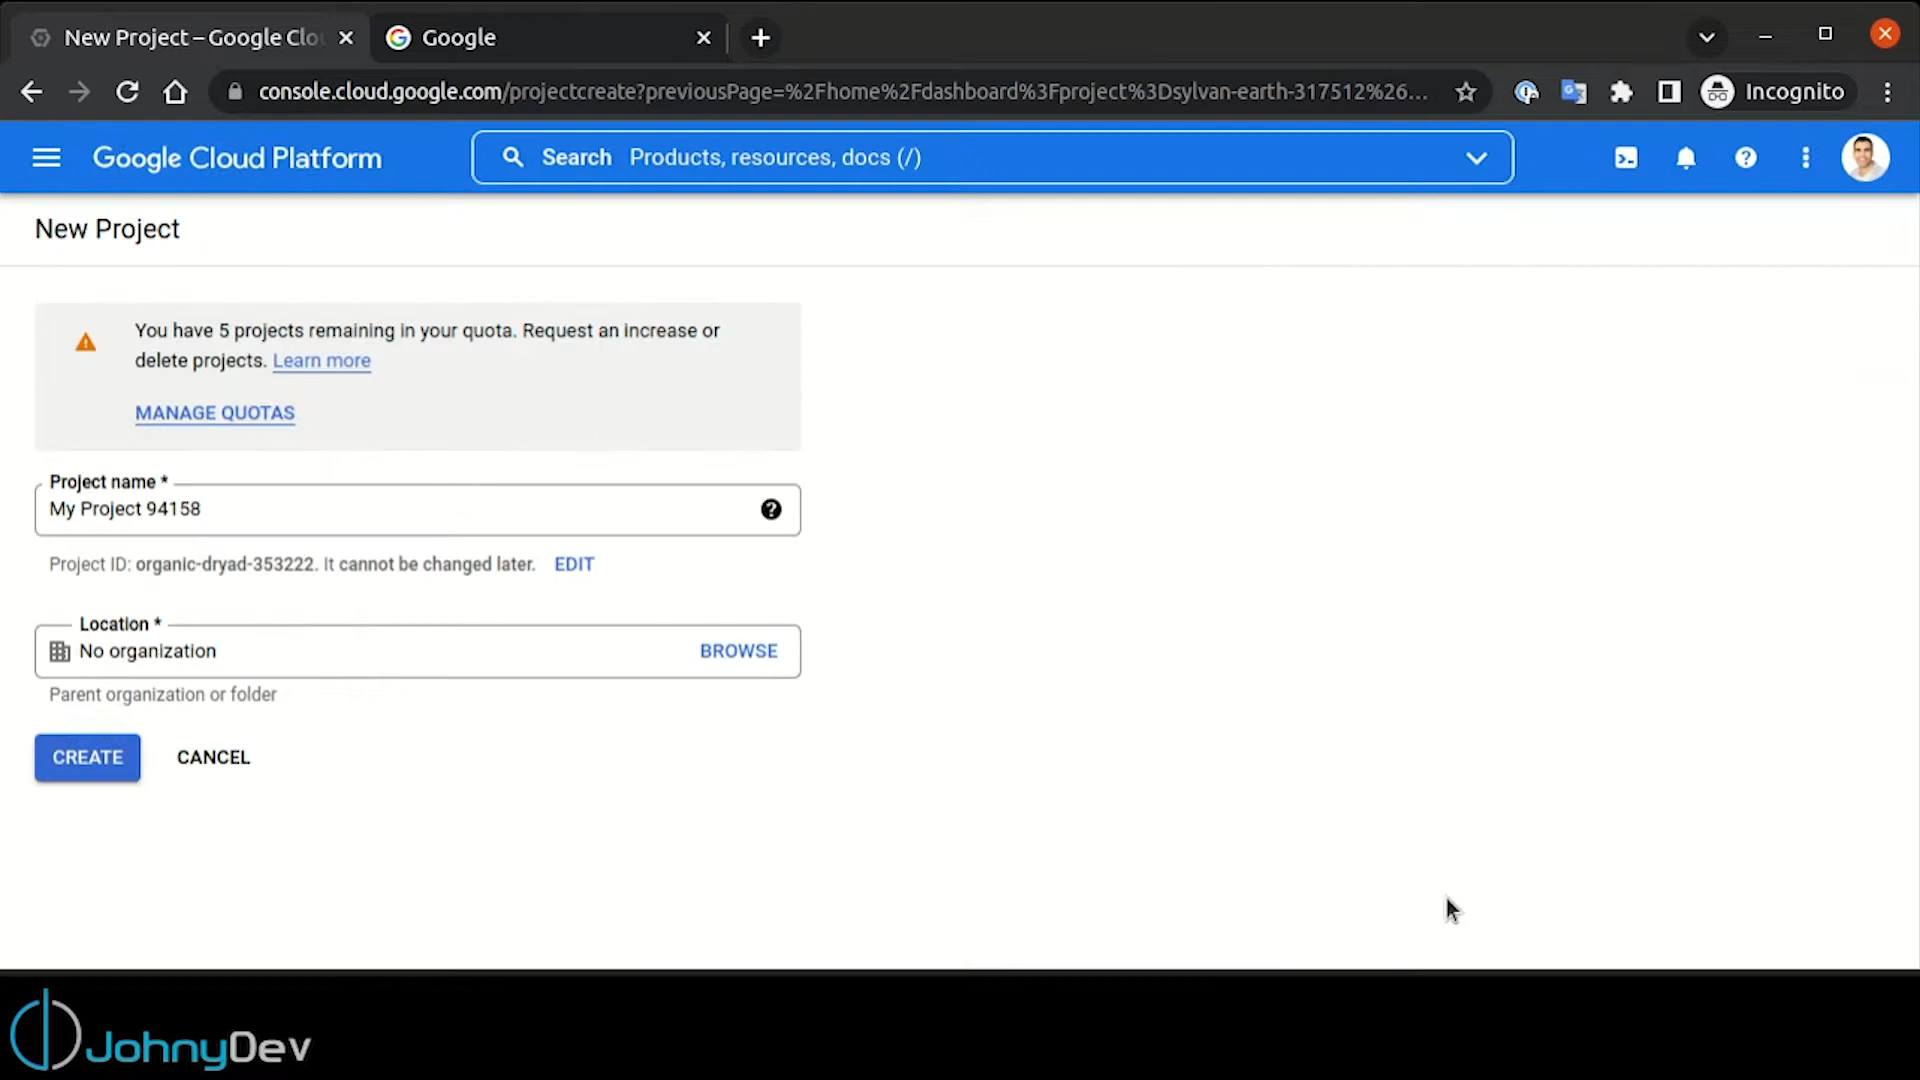 New Project – Google Clo
Google
console.cloud.google.com/projectcreate?previousPage=%2Fhome%2Fdashboard%3Fproject%3Dsylvan-earth-317512%26...
Incognito
Google Cloud Platform
Search Products, resources, docs (/)
New Project
You have 5 projects remaining in your quota. Request an increase or
delete projects. Learn more
MANAGE QUOTAS
Project name *
My Project 94158
Project ID: organic-dryad-353222. It cannot be changed later. EDIT
Location *
No organization
BROWSE
Parent organization or folder
CREATE
CANCEL
JohnyDev